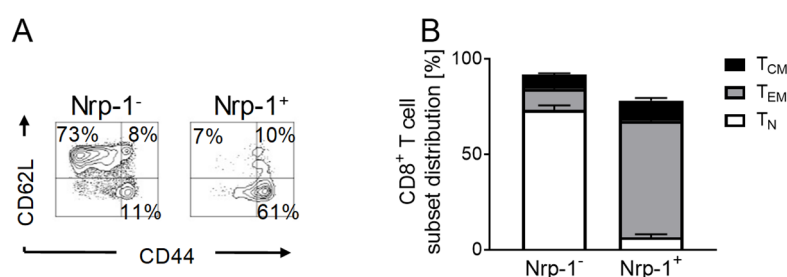 A
Nrp-1⁻
Nrp-1⁺
73%
8%
11%
7%
10%
61%
CD62L
CD44
B
CD8⁺ T cell
subset distribution [%]
100
50
0
Nrp-1⁻
Nrp-1⁺
T_CM
T_EM
T_N